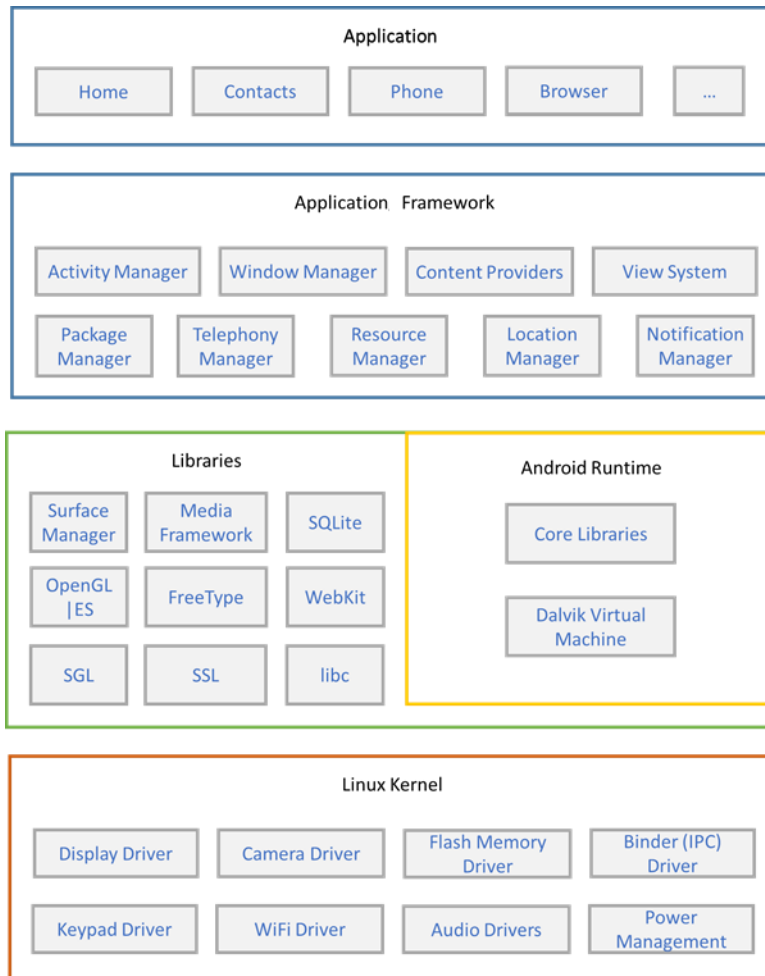 Application
Home
Contacts
Phone
Browser
...
Application Framework
Activity Manager
Window Manager
Content Providers
View System
Package
Manager
Telephony
Manager
Resource
Manager
Location
Manager
Notification
Manager
Libraries
Surface
Manager
Media
Framework
SQLite
OpenGL
|ES
FreeType
WebKit
SGL
SSL
libc
Android Runtime
Core Libraries
Dalvik Virtual
Machine
Linux Kernel
Display Driver
Camera Driver
Flash Memory
Driver
Binder (IPC)
Driver
Keypad Driver
WiFi Driver
Audio Drivers
Power
Management